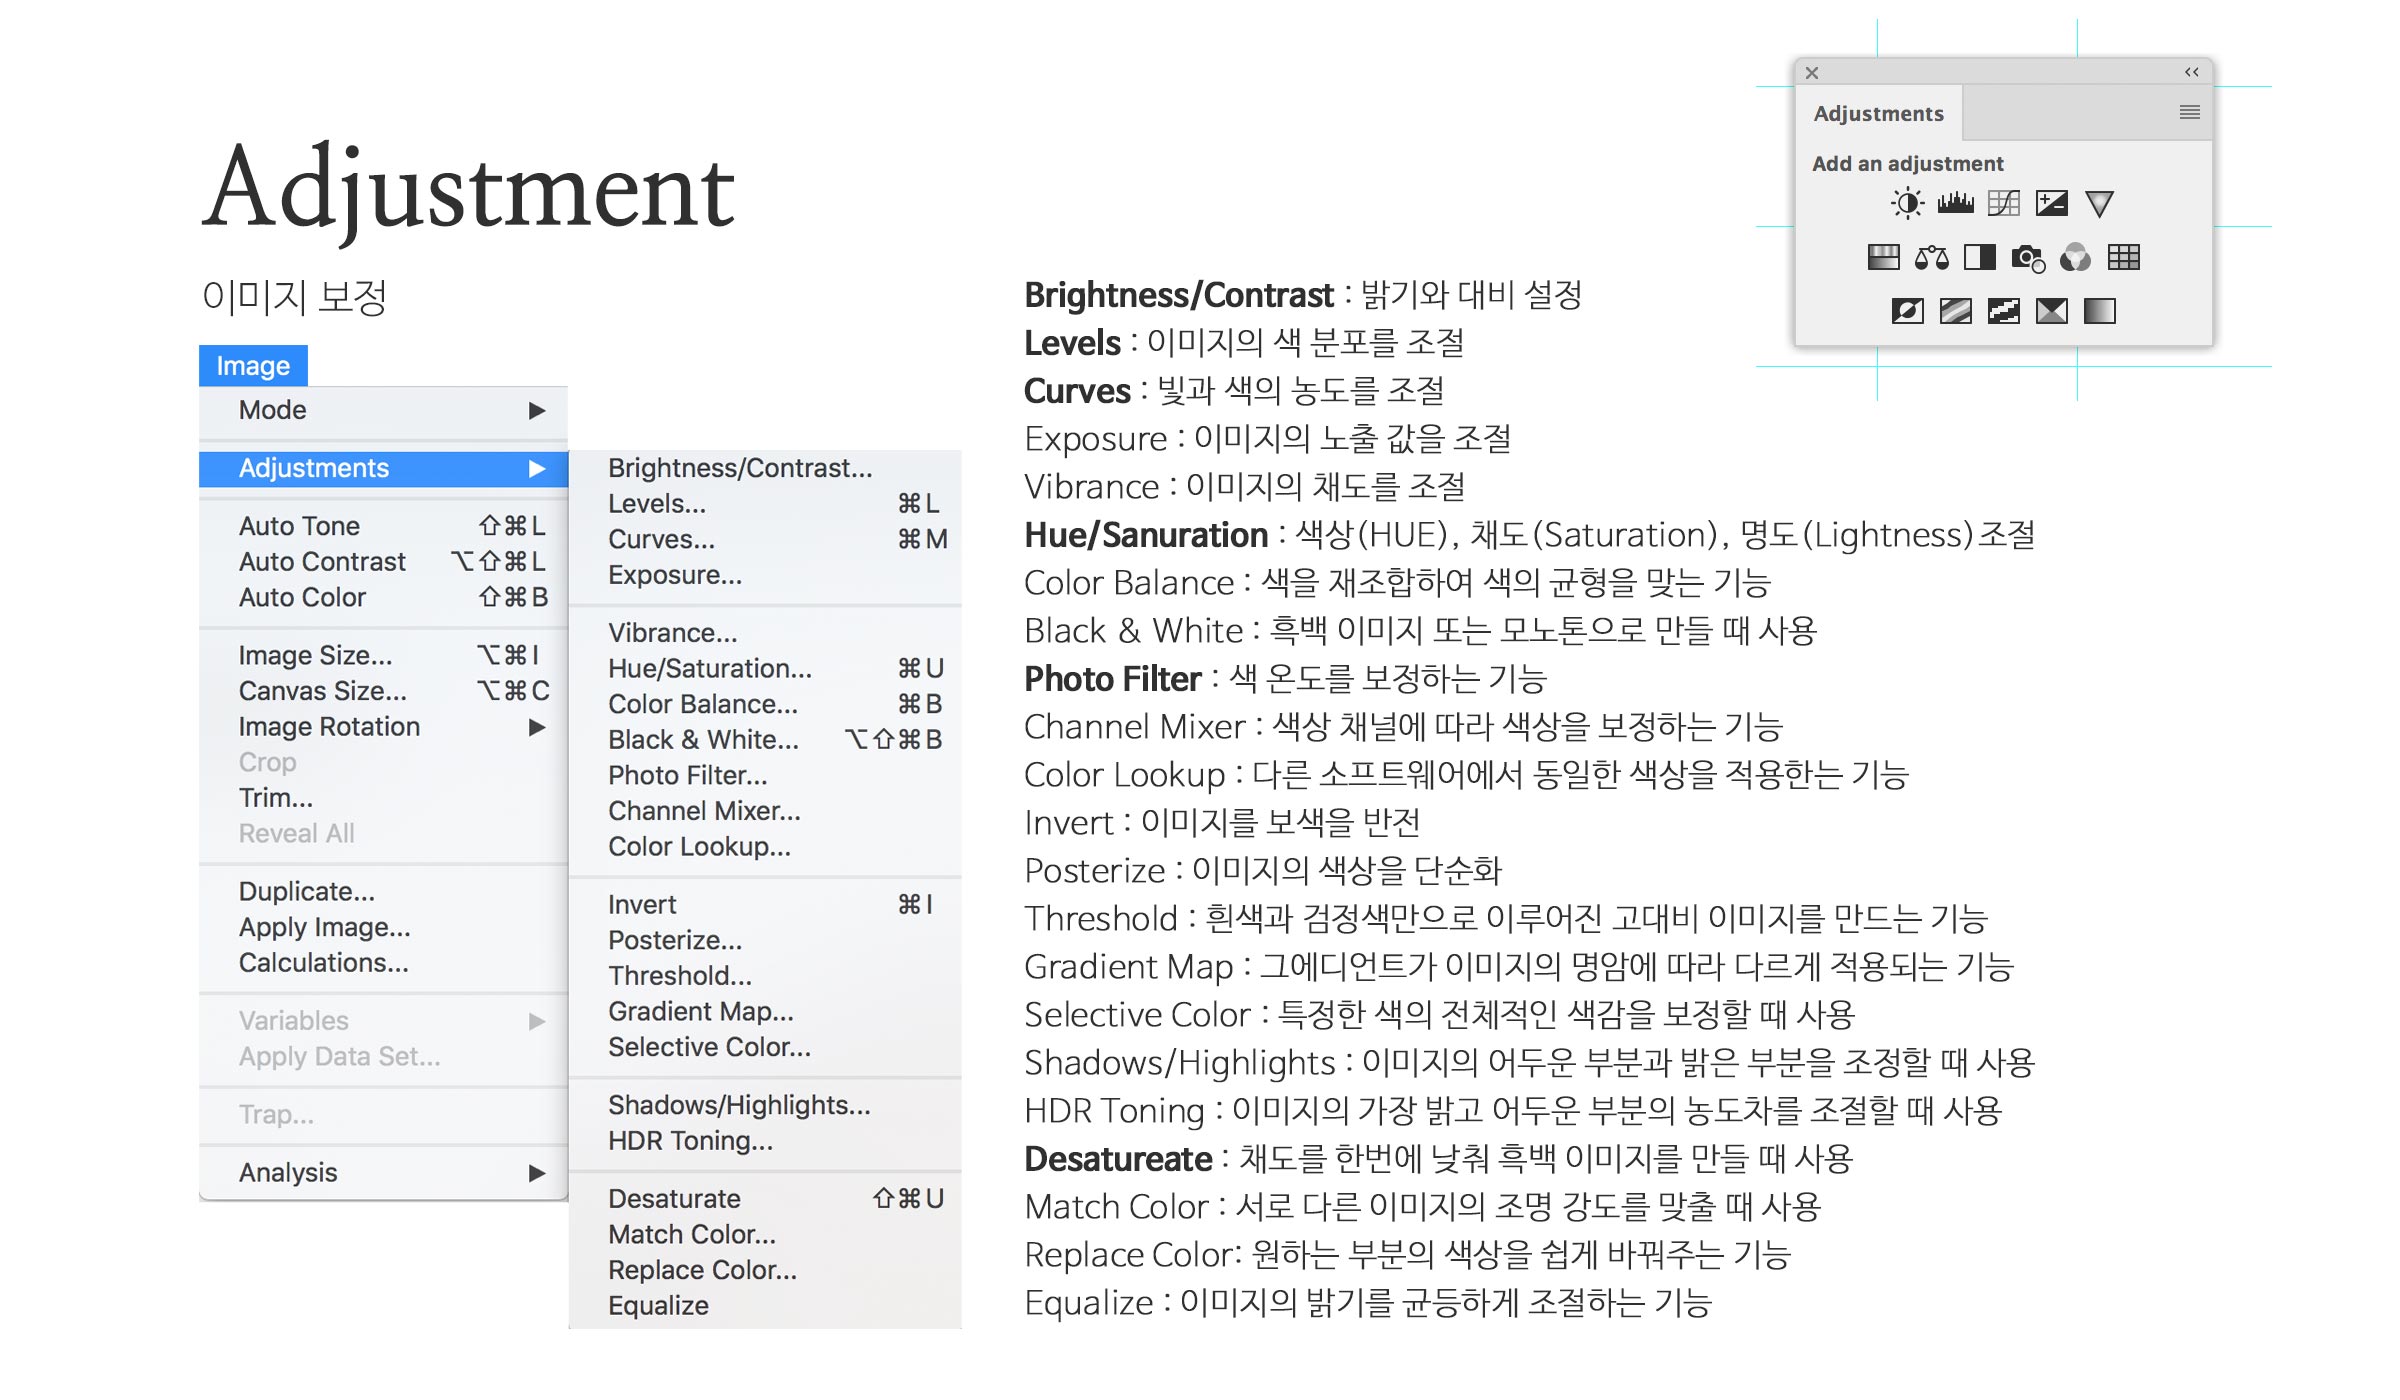 Adjustment
이미지 보정
Image
Mode
Adjustments
Auto Tone ⇧⌘L
Auto Contrast ⌥⇧⌘L
Auto Color ⇧⌘B
Image Size... ⌥⌘I
Canvas Size... ⌥⌘C
Image Rotation
Crop
Trim...
Reveal All
Duplicate...
Apply Image...
Calculations...
Variables
Apply Data Set...
Trap...
Analysis
Brightness/Contrast...
Levels... ⌘L
Curves... ⌘M
Exposure...
Vibrance...
Hue/Saturation... ⌘U
Color Balance... ⌘B
Black & White... ⌥⇧⌘B
Photo Filter...
Channel Mixer...
Color Lookup...
Invert ⌘I
Posterize...
Threshold...
Gradient Map...
Selective Color...
Shadows/Highlights...
HDR Toning...
Desaturate ⇧⌘U
Match Color...
Replace Color...
Equalize
Adjustments
Add an adjustment
Brightness/Contrast : 밝기와 대비 설정
Levels : 이미지의 색 분포를 조절
Curves : 빛과 색의 농도를 조절
Exposure : 이미지의 노출 값을 조절
Vibrance : 이미지의 채도를 조절
Hue/Sanuration : 색상(HUE), 채도(Saturation), 명도(Lightness)조절
Color Balance : 색을 재조합하여 색의 균형을 맞는 기능
Black & White : 흑백 이미지 또는 모노톤으로 만들 때 사용
Photo Filter : 색 온도를 보정하는 기능
Channel Mixer : 색상 채널에 따라 색상을 보정하는 기능
Color Lookup : 다른 소프트웨어에서 동일한 색상을 적용한는 기능
Invert : 이미지를 보색을 반전
Posterize : 이미지의 색상을 단순화
Threshold : 흰색과 검정색만으로 이루어진 고대비 이미지를 만드는 기능
Gradient Map : 그에디언트가 이미지의 명암에 따라 다르게 적용되는 기능
Selective Color : 특정한 색의 전체적인 색감을 보정할 때 사용
Shadows/Highlights : 이미지의 어두운 부분과 밝은 부분을 조정할 때 사용
HDR Toning : 이미지의 가장 밝고 어두운 부분의 농도차를 조절할 때 사용
Desatureate : 채도를 한번에 낮춰 흑백 이미지를 만들 때 사용
Match Color : 서로 다른 이미지의 조명 강도를 맞출 때 사용
Replace Color: 원하는 부분의 색상을 쉽게 바꿔주는 기능
Equalize : 이미지의 밝기를 균등하게 조절하는 기능